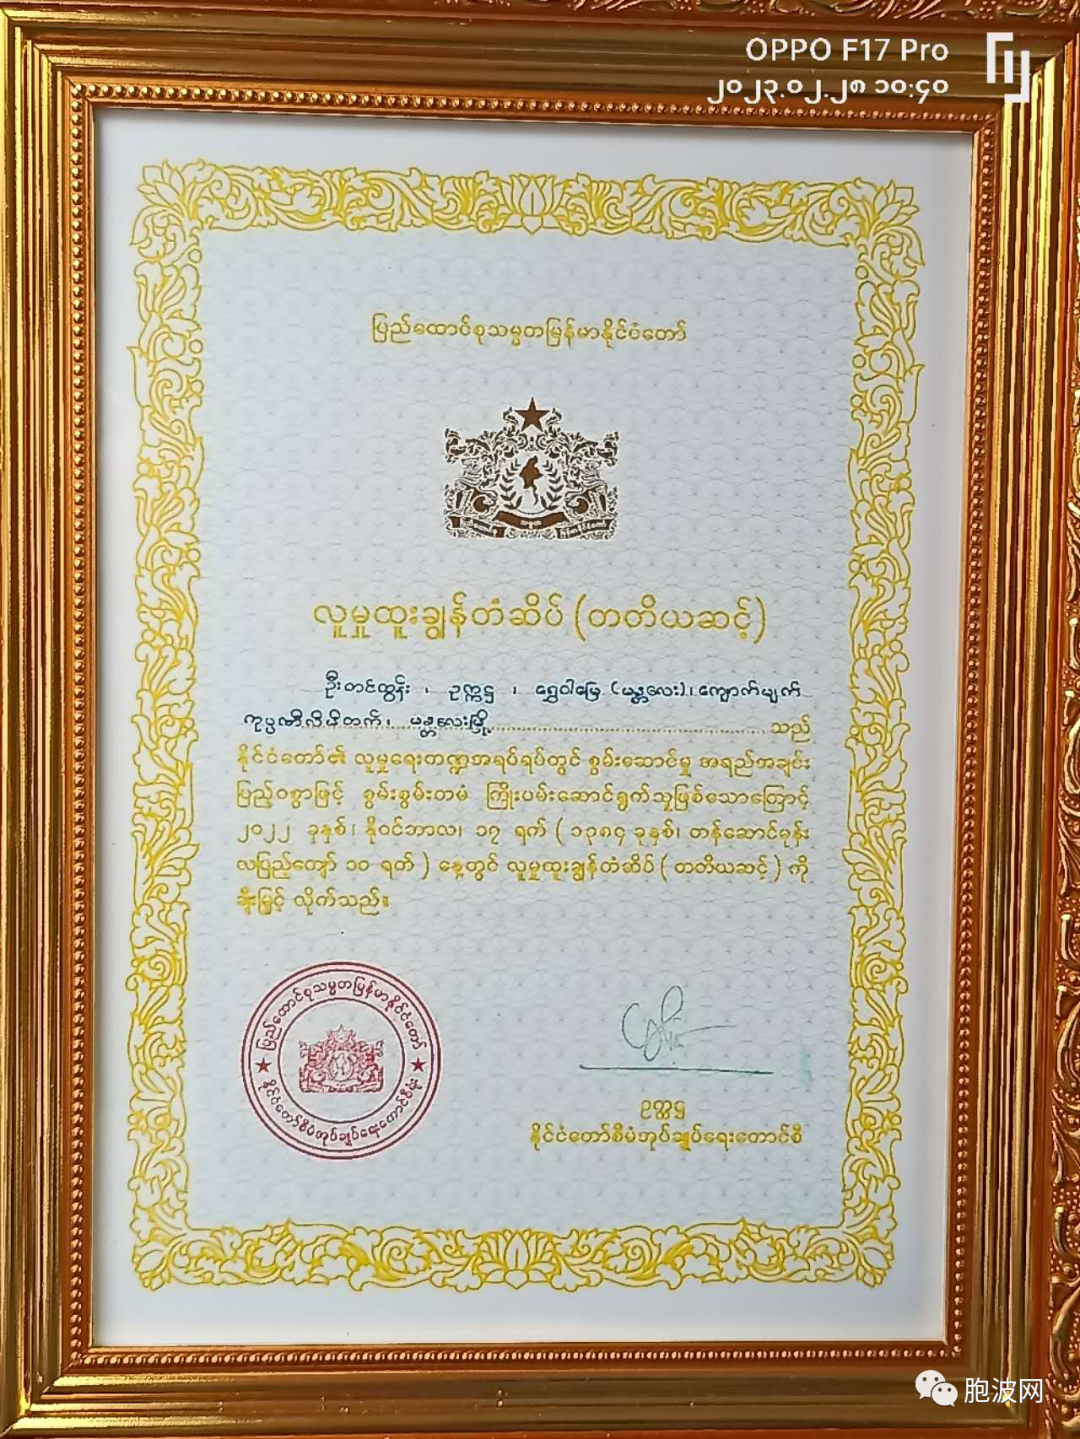 OPPO F17 Pro
၂၀၂၃.၀၂.၂၈ ၁၀:၄၀
ပြည်ထောင်စုသမ္မတမြန်မာနိုင်ငံတော်
လူမှုထူးချွန်တံဆိပ် (တတိယဆင့်)
ဦးတင်ထွန်း ၊ ဥက္ကဋ္ဌ ၊ ရွှေဝါမြေ (မန္တလေး)၊ကျောက်မျက်
ကုမ္ပဏီလီမိတက်၊ မန္တလေးမြို့ သည်
နိုင်ငံတော်၏ လူမှုရေးကဏ္ဍအရပ်ရပ်တွင် စွမ်းဆောင်မှု အရည်အချင်း
ပြည့်ဝစွာဖြင့် စွမ်းစွမ်းတမံ ကြိုးပမ်းဆောင်ရွက်သူဖြစ်သောကြောင့်
၂၀၂၂ ခုနှစ်၊ နိုဝင်ဘာလ၊ ၁၇ ရက် ( ၁၃၈၄ ခုနှစ်၊ တန်ဆောင်မုန်း
လပြည့်ကျော် ၁၀ ရက် ) နေ့တွင် လူမှုထူးချွန်တံဆိပ် ( တတိယဆင့် ) ကို
ချီးမြှင့် လိုက်သည်။
ပြည်ထောင်စုသမ္မတမြန်မာနိုင်ငံတော်
နိုင်ငံတော်စီမံအုပ်ချုပ်ရေးကောင်စီရုံး
ဥက္ကဋ္ဌ
နိုင်ငံတော်စီမံအုပ်ချုပ်ရေးကောင်စီ
胞波网